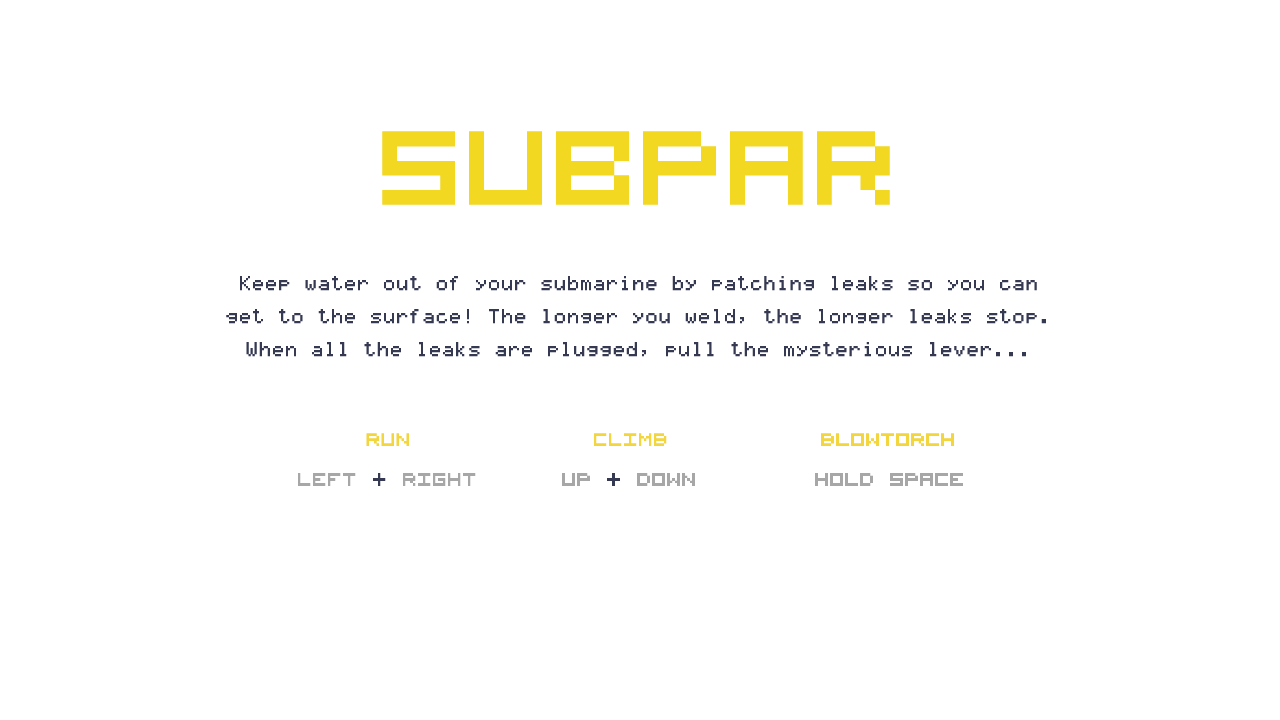 SUBPAR
Keep water out of your submarine by patching leaks so you can
get to the surface! The longer you weld, the longer leaks stop.
When all the leaks are plugged, pull the mysterious lever...
RUN CLIMB BLOWTORCH
LEFT + RIGHT UP + DOWN HOLD SPACE